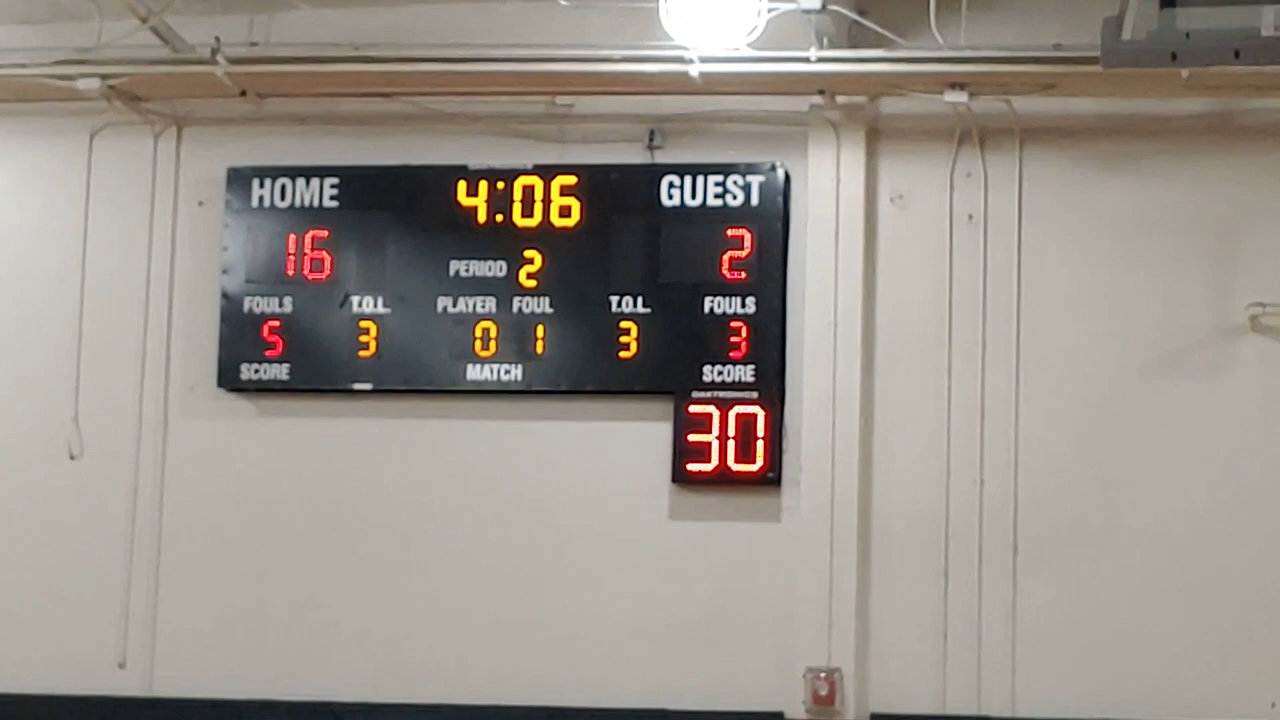 HOME 4:06 GUEST
16 PERIOD 2 2
FOULS T.O.L. PLAYER FOUL T.O.L. FOULS
5 3 0 1 3 3
SCORE MATCH SCORE
DAKTRONICS
30